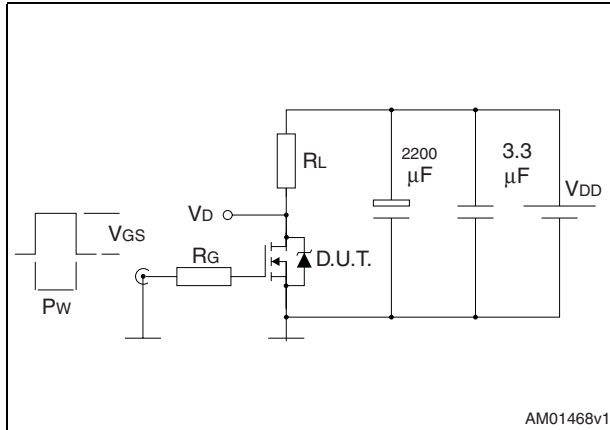 2200
μF
3.3
μF
RL
VDD
VD
VGS
RG
D.U.T.
PW
AM01468v1